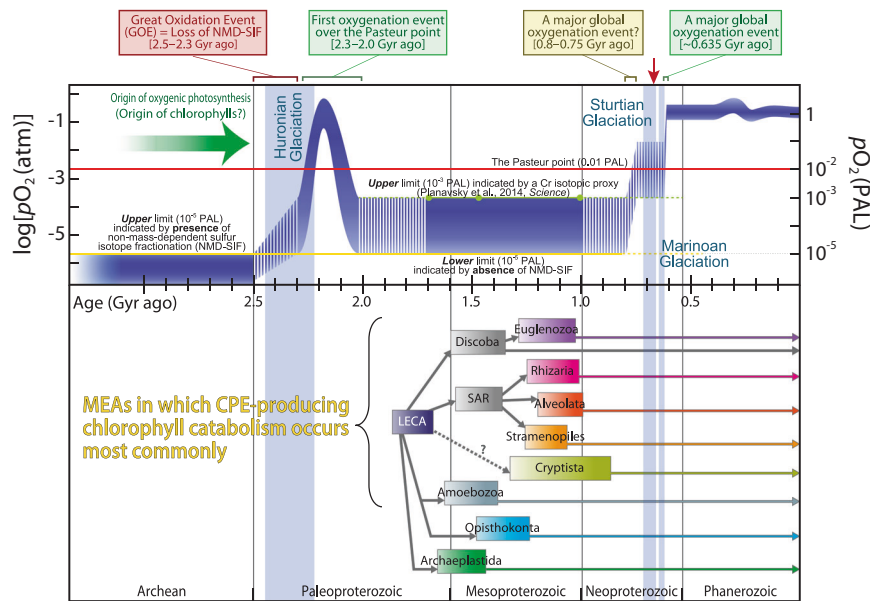 Great Oxidation Event
(GOE) = Loss of NMD-SIF
[2.5–2.3 Gyr ago]
First oxygenation event
over the Pasteur point
[2.3–2.0 Gyr ago]
A major global
oxygenation event?
[0.8–0.75 Gyr ago]
A major global
oxygenation event
[~0.635 Gyr ago]
Origin of oxygenic photosynthesis
(Origin of chlorophylls?)
Huronian
Glaciation
Sturtian
Glaciation
The Pasteur point (0.01 PAL)
Upper limit (10⁻³ PAL) indicated by a Cr isotopic proxy
(Planavsky et al., 2014, Science)
Upper limit (10⁻⁵ PAL)
indicated by presence of
non-mass-dependent sulfur
isotope fractionation (NMD-SIF)
Lower limit (10⁻⁵ PAL)
indicated by absence of NMD-SIF
Marinoan
Glaciation
log[pO₂(atm)]
-1
-3
-5
pO₂(PAL)
1
10⁻²
10⁻³
10⁻⁵
Age (Gyr ago)
2.5
2.0
1.5
1.0
0.5
MEAs in which CPE-producing
chlorophyll catabolism occurs
most commonly
LECA
Discoba
Euglenozoa
SAR
Rhizaria
Alveolata
Stramenopiles
?
Cryptista
Amoebozoa
Opisthokonta
Archaeplastida
Archean
Paleoproterozoic
Mesoproterozoic
Neoproterozoic
Phanerozoic